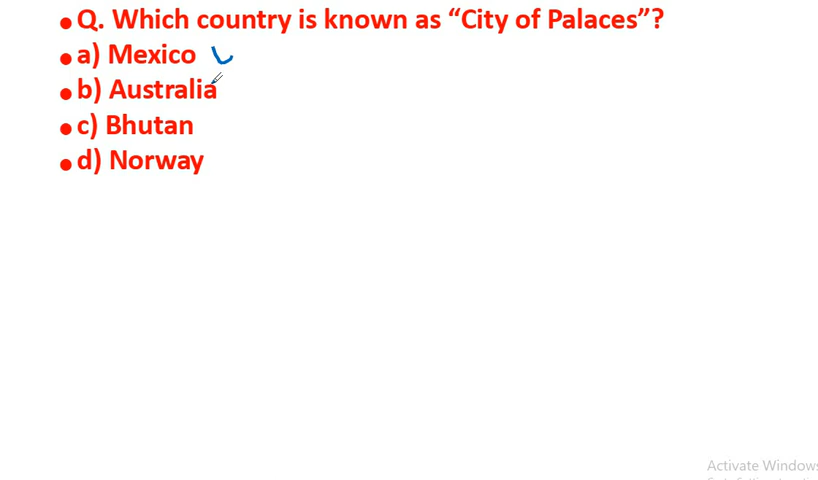 •Q. Which country is known as “City of Palaces”?
•a) Mexico
•b) Australia
•c) Bhutan
•d) Norway
Activate Windows